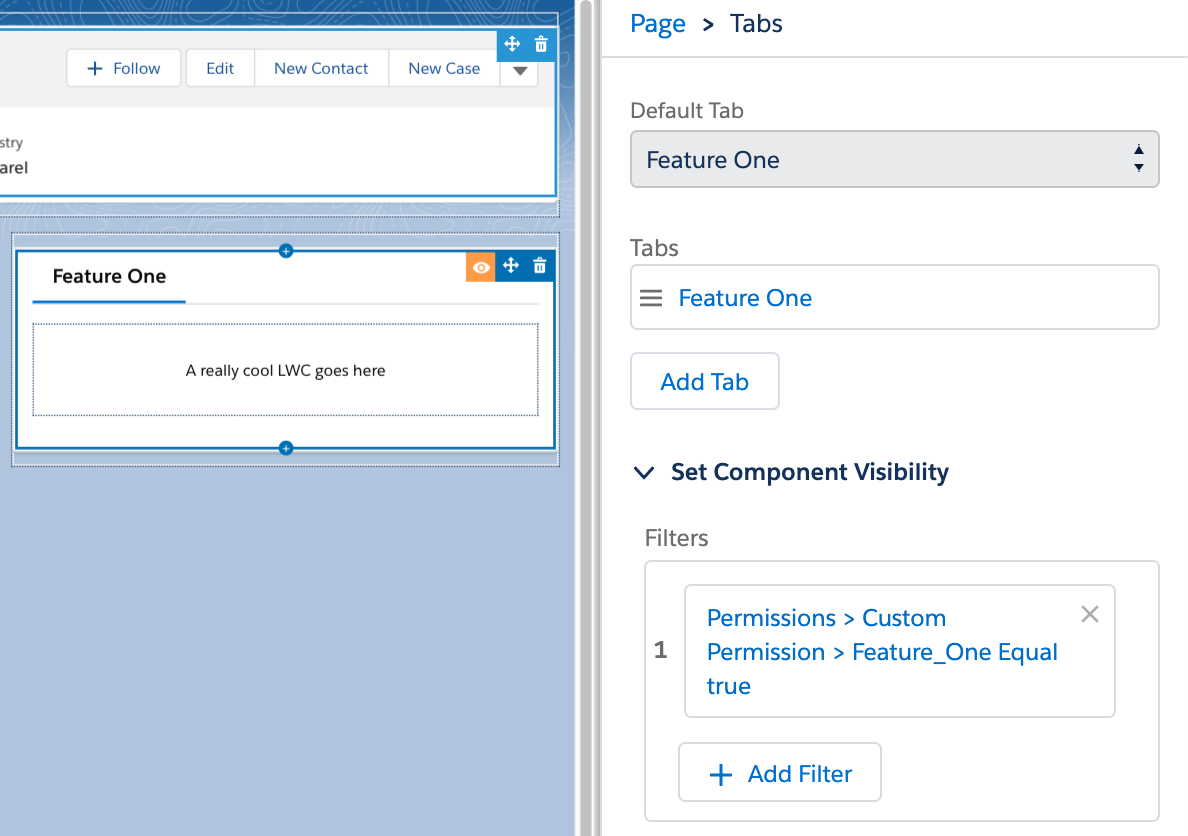 Follow
Edit
New Contact
New Case
stry
arel
Feature One
A really cool LWC goes here
Page > Tabs
Default Tab
Feature One
Tabs
Feature One
Add Tab
Set Component Visibility
Filters
1
Permissions > Custom
Permission > Feature_One Equal
true
Add Filter